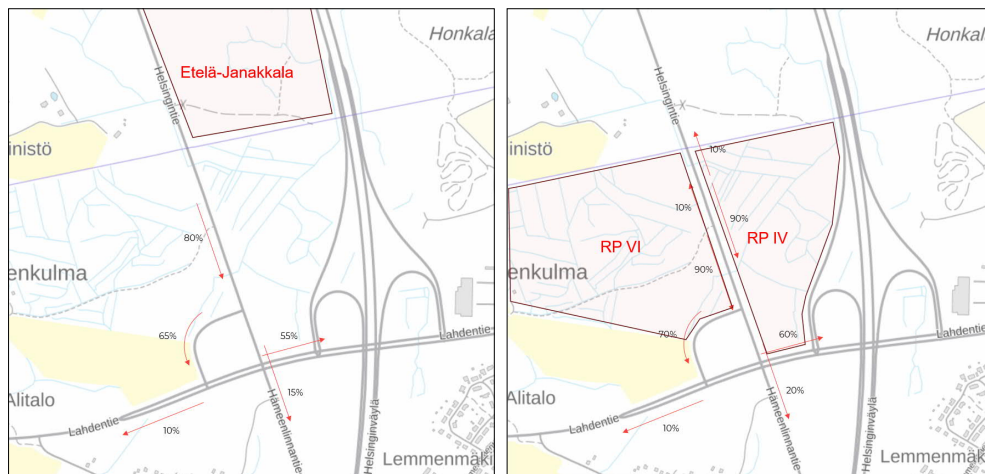 Etelä-Janakkala
Honkala
Helsingintie
inistö
80%
enkulma
65%
55%
Lahdentie
15%
Alitalo
10%
Lahdentie
Hämeenlinnantie
Helsinginväylä
Lemmenmäki
Honkala
Helsingintie
10%
inistö
10%
90%
RP VI
RP IV
90%
enkulma
70%
60%
Lahdentie
20%
Alitalo
10%
Lahdentie
Hämeenlinnantie
Helsinginväylä
Lemmenmäki